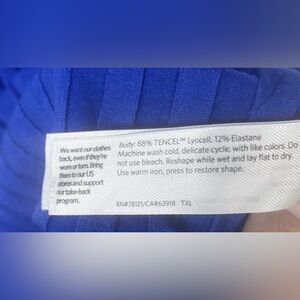 We want our clothes
back, even if they're
worn or torn. Bring
them to our US
stores and support
our take-back
program.
Body: 88% TENCEL™ Lyocell, 12% Elastane
Machine wash cold, delicate cycle, with like colors. Do
not use bleach. Reshape while wet and lay flat to dry.
Use warm iron, press to restore shape.
RN#78121/CA#63918 TXL